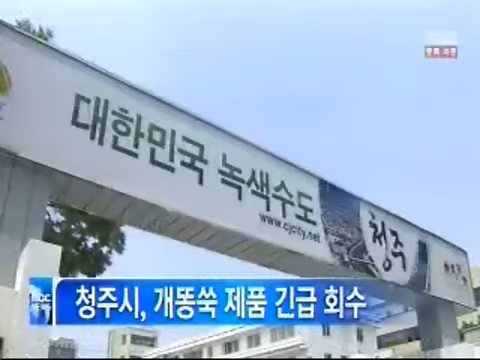 대한민국 녹색수도
www.cjcity.net
청주
MBC
청주시, 개똥쑥 제품 긴급 회수